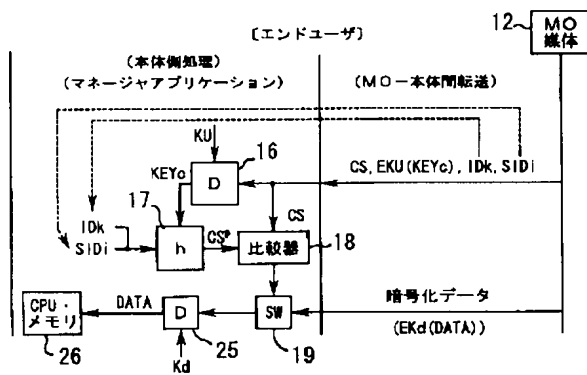 12
MO
媒体
〔エンドユーザ〕
(本体側処理)
(マネージャアプリケーション)
(MO－本体間転送)
KU
16
D
KEYc
CS, EKU(KEYc), IDk, SIDi
17
IDk
SIDi
h
CS*
CS
比較器
18
CPU・
メモリ
DATA
D
SW
暗号化データ
(EKd(DATA))
26
25
Kd
19